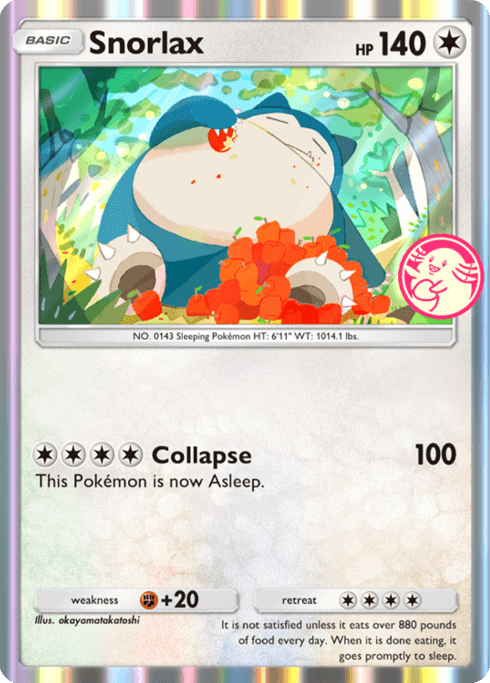 BASIC Snorlax HP 140
NO. 0143 Sleeping Pokémon HT: 6'11" WT: 1014.1 lbs.
Collapse 100
This Pokémon is now Asleep.
weakness +20 retreat
Illus. okayamatakatoshi
It is not satisfied unless it eats over 880 pounds
of food every day. When it is done eating, it
goes promptly to sleep.